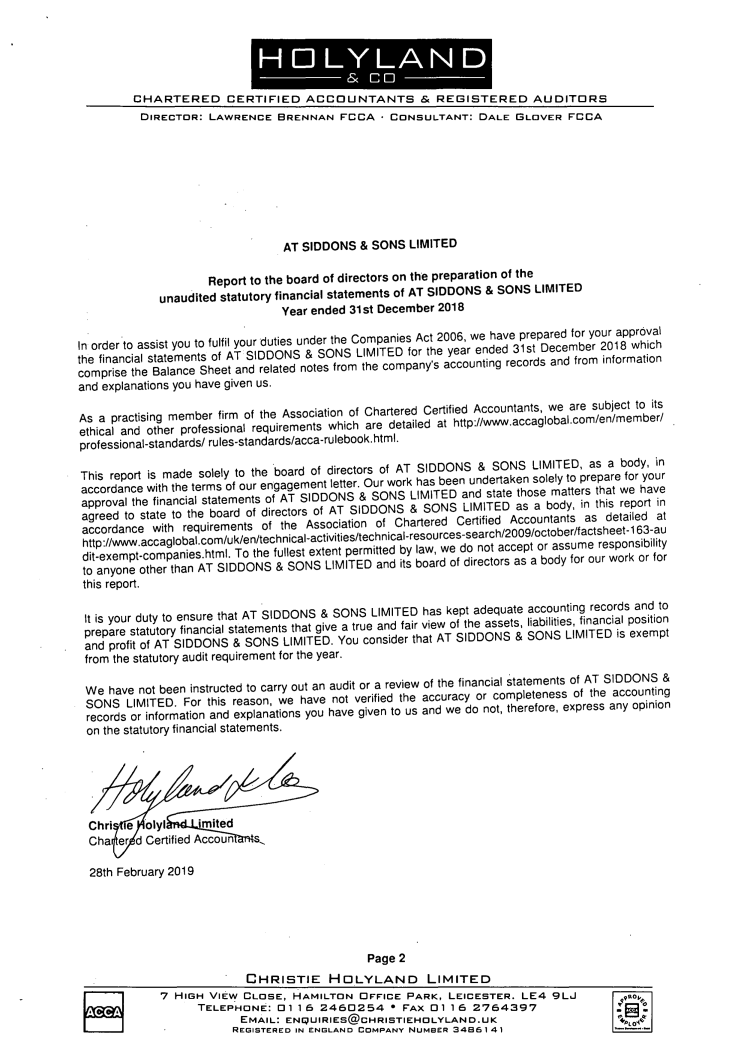 HOLYLAND
& CO
CHARTERED CERTIFIED ACCOUNTANTS & REGISTERED AUDITORS
DIRECTOR: LAWRENCE BRENNAN FCCA · CONSULTANT: DALE GLOVER FCCA
AT SIDDONS & SONS LIMITED
Report to the board of directors on the preparation of the
unaudited statutory financial statements of AT SIDDONS & SONS LIMITED
Year ended 31st December 2018
In order to assist you to fulfil your duties under the Companies Act 2006, we have prepared for your approval
the financial statements of AT SIDDONS & SONS LIMITED for the year ended 31st December 2018 which
comprise the Balance Sheet and related notes from the company's accounting records and from information
and explanations you have given us.
As a practising member firm of the Association of Chartered Certified Accountants, we are subject to its
ethical and other professional requirements which are detailed at http://www.accaglobal.com/en/member/
professional-standards/ rules-standards/acca-rulebook.html.
This report is made solely to the board of directors of AT SIDDONS & SONS LIMITED, as a body, in
accordance with the terms of our engagement letter. Our work has been undertaken solely to prepare for your
approval the financial statements of AT SIDDONS & SONS LIMITED and state those matters that we have
agreed to state to the board of directors of AT SIDDONS & SONS LIMITED as a body, in this report in
accordance with requirements of the Association of Chartered Certified Accountants as detailed at
http://www.accaglobal.com/uk/en/technical-activities/technical-resources-search/2009/october/factsheet-163-au
dit-exempt-companies.html. To the fullest extent permitted by law, we do not accept or assume responsibility
to anyone other than AT SIDDONS & SONS LIMITED and its board of directors as a body for our work or for
this report.
It is your duty to ensure that AT SIDDONS & SONS LIMITED has kept adequate accounting records and to
prepare statutory financial statements that give a true and fair view of the assets, liabilities, financial position
and profit of AT SIDDONS & SONS LIMITED. You consider that AT SIDDONS & SONS LIMITED is exempt
from the statutory audit requirement for the year.
We have not been instructed to carry out an audit or a review of the financial statements of AT SIDDONS &
SONS LIMITED. For this reason, we have not verified the accuracy or completeness of the accounting
records or information and explanations you have given to us and we do not, therefore, express any opinion
on the statutory financial statements.
Holyland & Co
Christie Holyland Limited
Chartered Certified Accountants
28th February 2019
Page 2
CHRISTIE HOLYLAND LIMITED
7 HIGH VIEW CLOSE, HAMILTON OFFICE PARK, LEICESTER. LE4 9LJ
TELEPHONE: 0116 2460254 * FAX 0116 2764397
EMAIL: ENQUIRIES@CHRISTIEHOLYLAND.UK
REGISTERED IN ENGLAND COMPANY NUMBER 3486141
ACCA
APPROVED
EMPLOYER